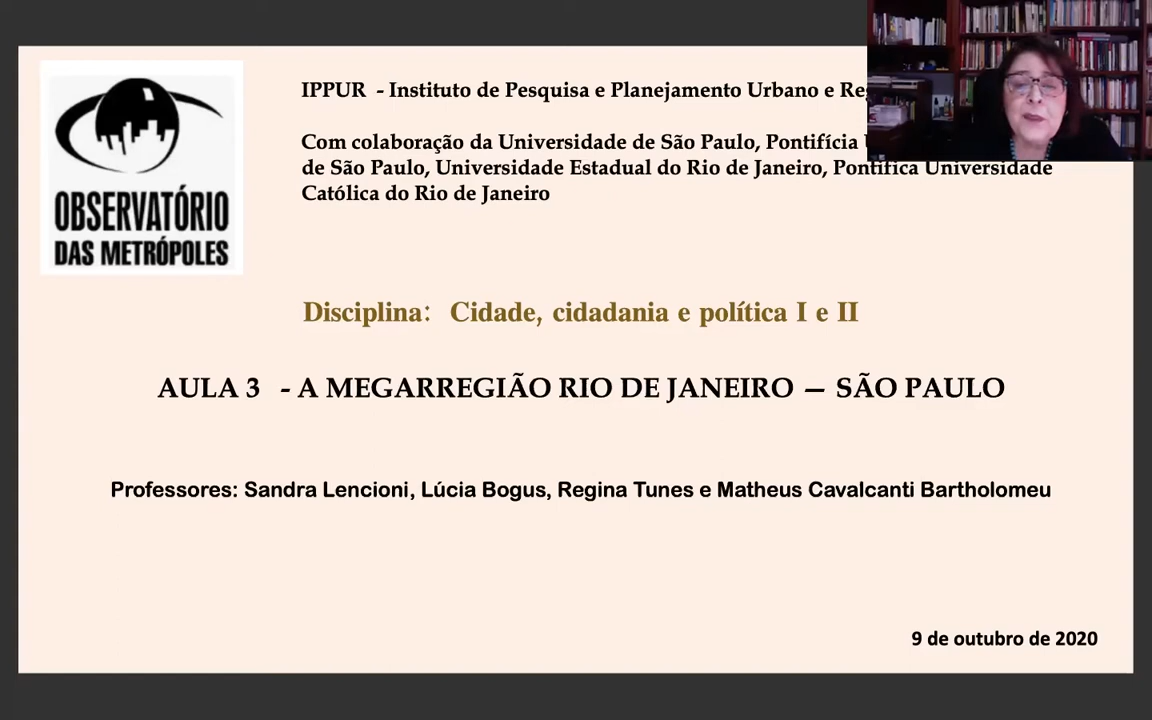 OBSERVATÓRIO
DAS METRÓPOLES
IPPUR - Instituto de Pesquisa e Planejamento Urbano e
Com colaboração da Universidade de São Paulo, Pontifícia
de São Paulo, Universidade Estadual do Rio de Janeiro, Pontifica Universidade
Católica do Rio de Janeiro
Disciplina: Cidade, cidadania e política I e II
AULA 3 - A MEGARREGIÃO RIO DE JANEIRO — SÃO PAULO
Professores: Sandra Lencioni, Lúcia Bogus, Regina Tunes e Matheus Cavalcanti Bartholomeu
9 de outubro de 2020